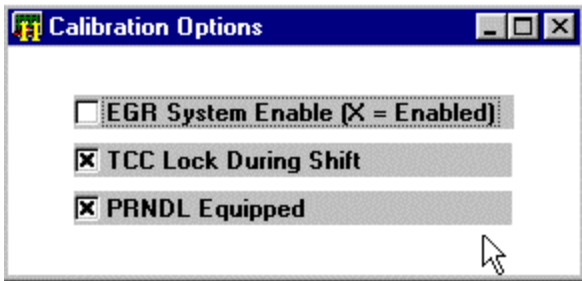 Calibration Options
EGR System Enable (X = Enabled)
TCC Lock During Shift
PRNDL Equipped